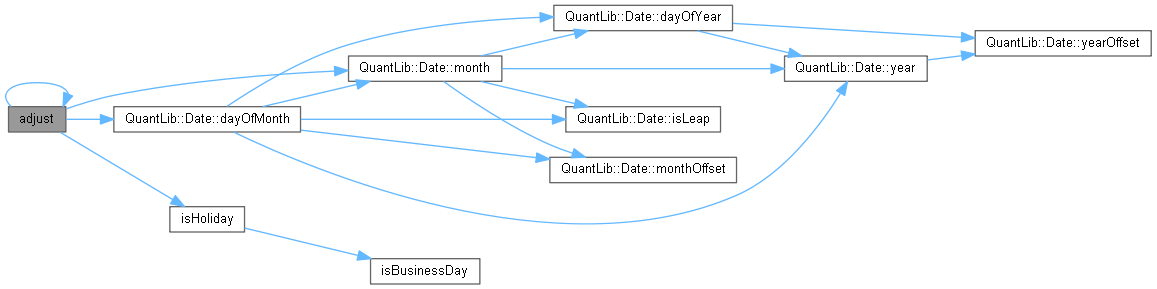 adjust
QuantLib::Date::dayOfMonth
QuantLib::Date::month
QuantLib::Date::dayOfYear
QuantLib::Date::yearOffset
QuantLib::Date::year
QuantLib::Date::isLeap
QuantLib::Date::monthOffset
isHoliday
isBusinessDay